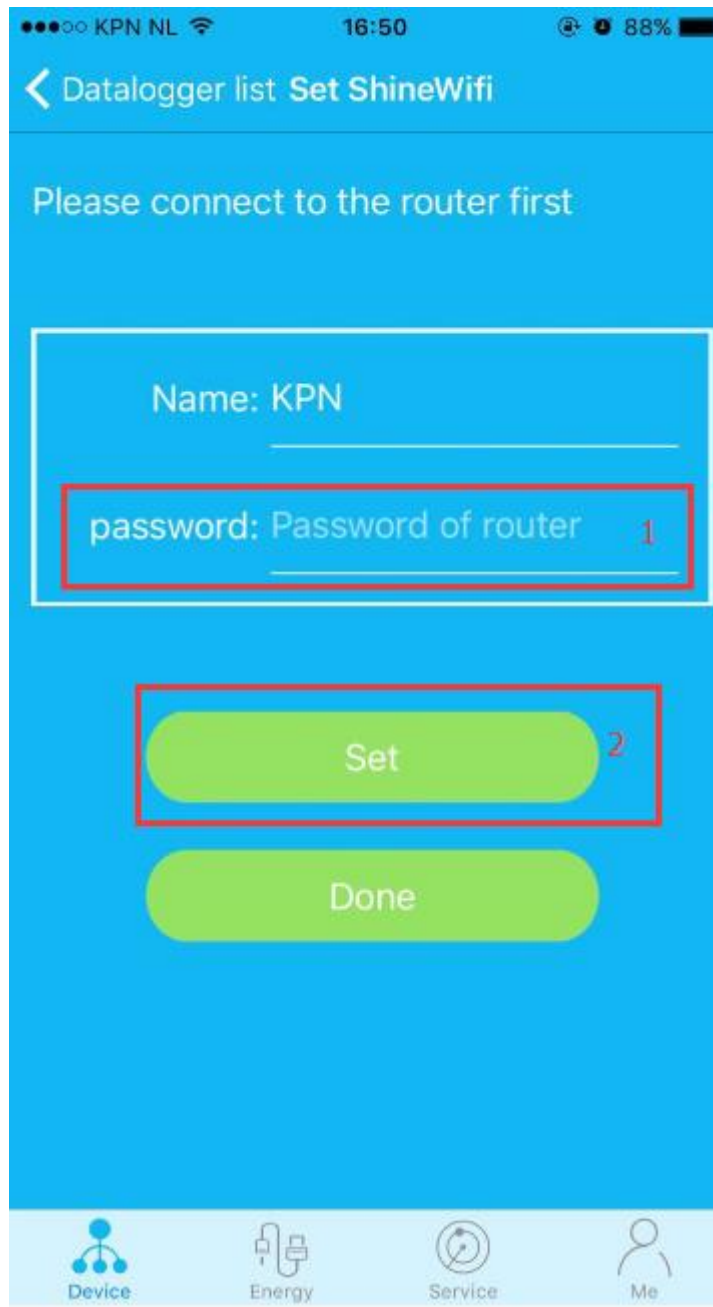 KPN NL 16:50 88%
Datalogger list Set ShineWifi
Please connect to the router first
Name: KPN
password: Password of router 1
Set 2
Done
Device Energy Service Me